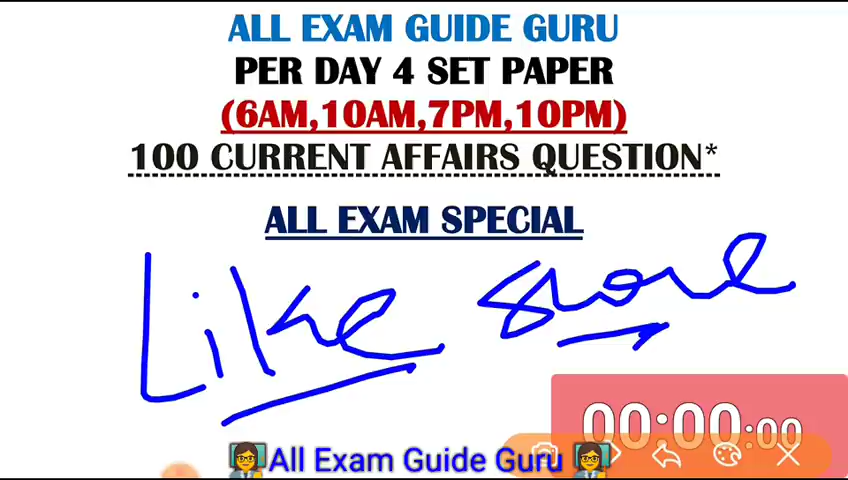 ALL EXAM GUIDE GURU
PER DAY 4 SET PAPER
(6AM,10AM,7PM,10PM)
100 CURRENT AFFAIRS QUESTION*
ALL EXAM SPECIAL
Like share
00:00:00
All Exam Guide Guru